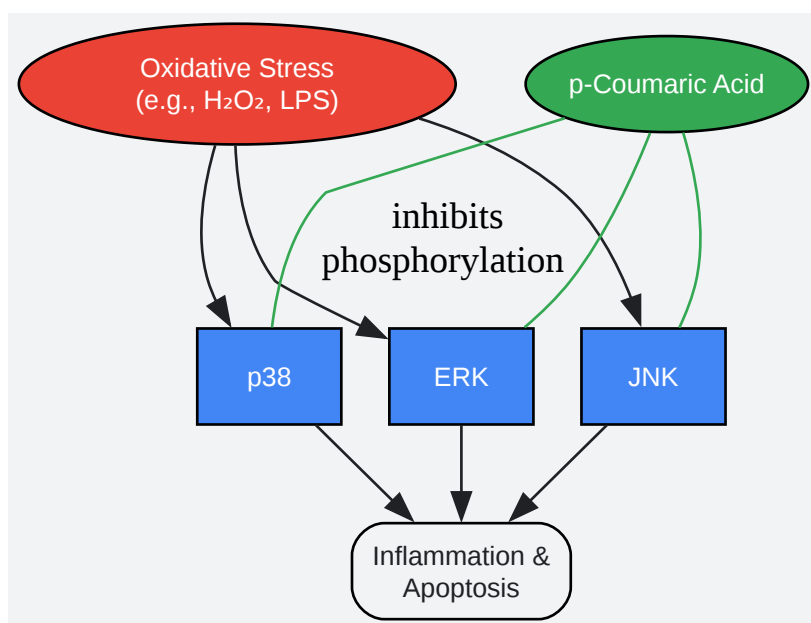 Oxidative Stress
(e.g., H₂O₂, LPS)
p-Coumaric Acid
inhibits
phosphorylation
p38
ERK
JNK
Inflammation &
Apoptosis